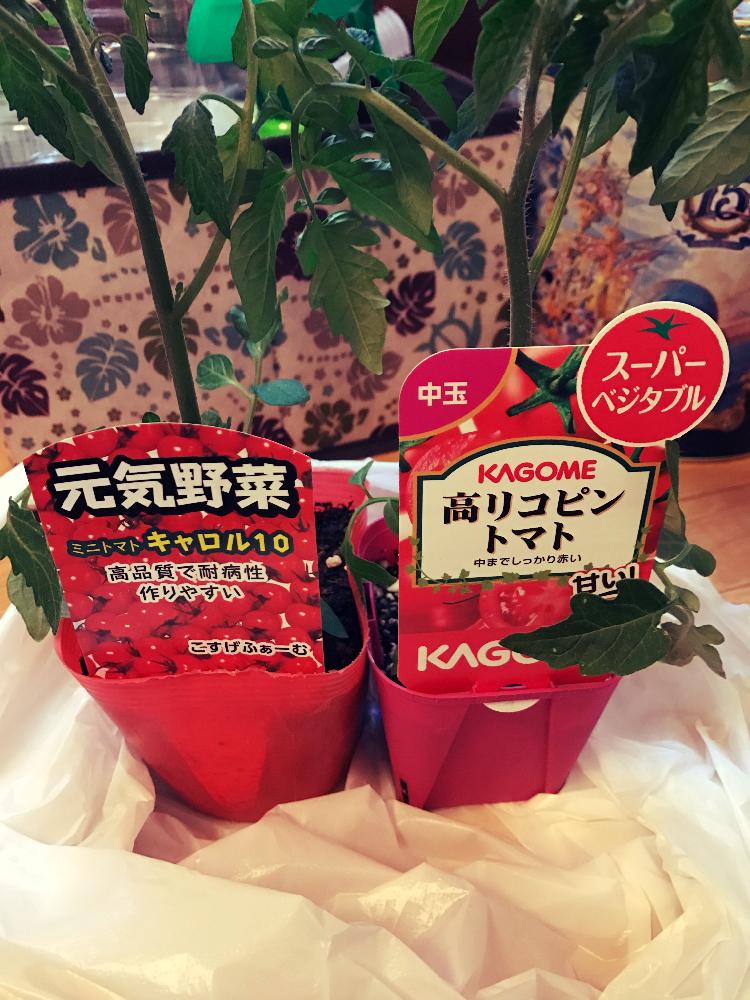 元気野菜
ミニトマト キャロル10
高品質で耐病性
作りやすい
こすげふぁーむ
スーパー
ベジタブル
中玉
KAGOME
高リコピン
トマト
中までしっかり赤い
甘い!
KAGO
15